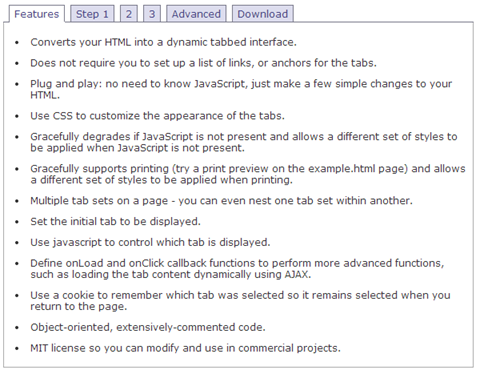 Features Step 1 2 3 Advanced Download
• Converts your HTML into a dynamic tabbed interface.
• Does not require you to set up a list of links, or anchors for the tabs.
• Plug and play: no need to know JavaScript, just make a few simple changes to your
HTML.
• Use CSS to customize the appearance of the tabs.
• Gracefully degrades if JavaScript is not present and allows a different set of styles to
be applied when JavaScript is not present.
• Gracefully supports printing (try a print preview on the example.html page) and allows
a different set of styles to be applied when printing.
• Multiple tab sets on a page - you can even nest one tab set within another.
• Set the initial tab to be displayed.
• Use javascript to control which tab is displayed.
• Define onLoad and onClick callback functions to perform more advanced functions,
such as loading the tab content dynamically using AJAX.
• Use a cookie to remember which tab was selected so it remains selected when you
return to the page.
• Object-oriented, extensively-commented code.
• MIT license so you can modify and use in commercial projects.